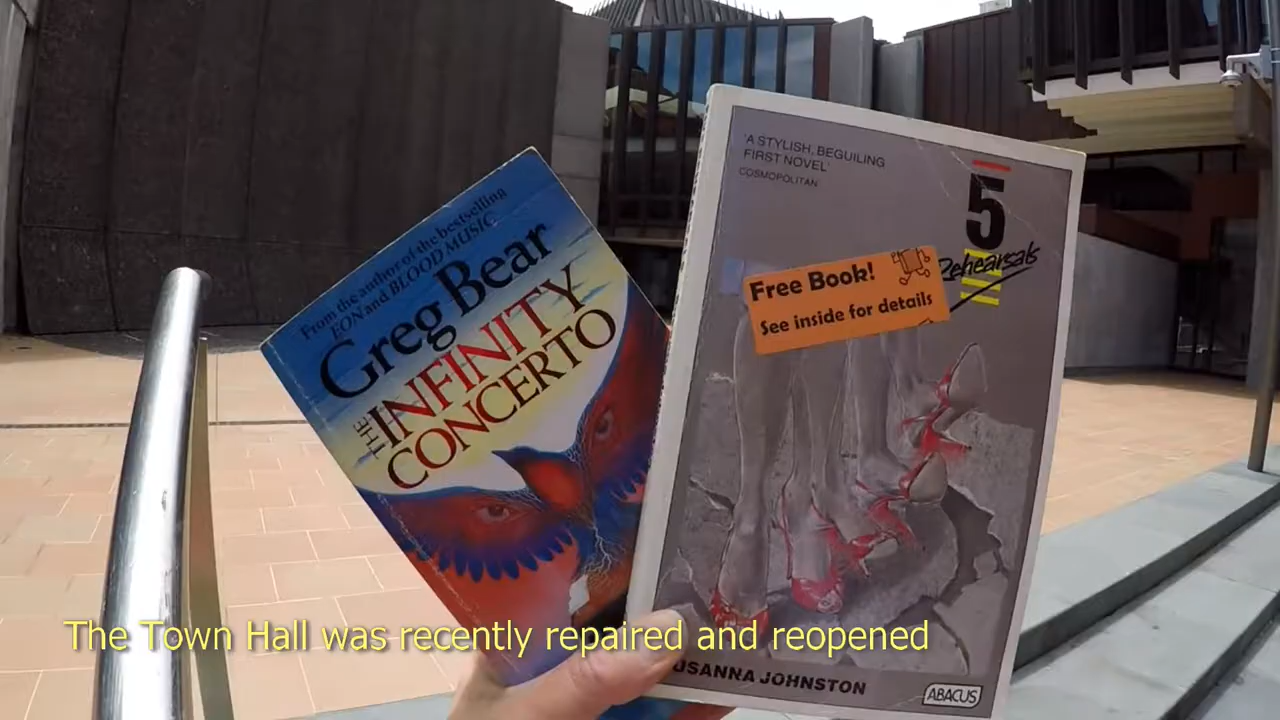 From the author of the bestselling
EON and BLOOD MUSIC
Greg Bear
THE INFINITY
CONCERTO
'A STYLISH, BEGUILING
FIRST NOVEL'
COSMOPOLITAN
5
Rehearsals
Free Book!
See inside for details
USANNA JOHNSTON
ABACUS
The Town Hall was recently repaired and reopened